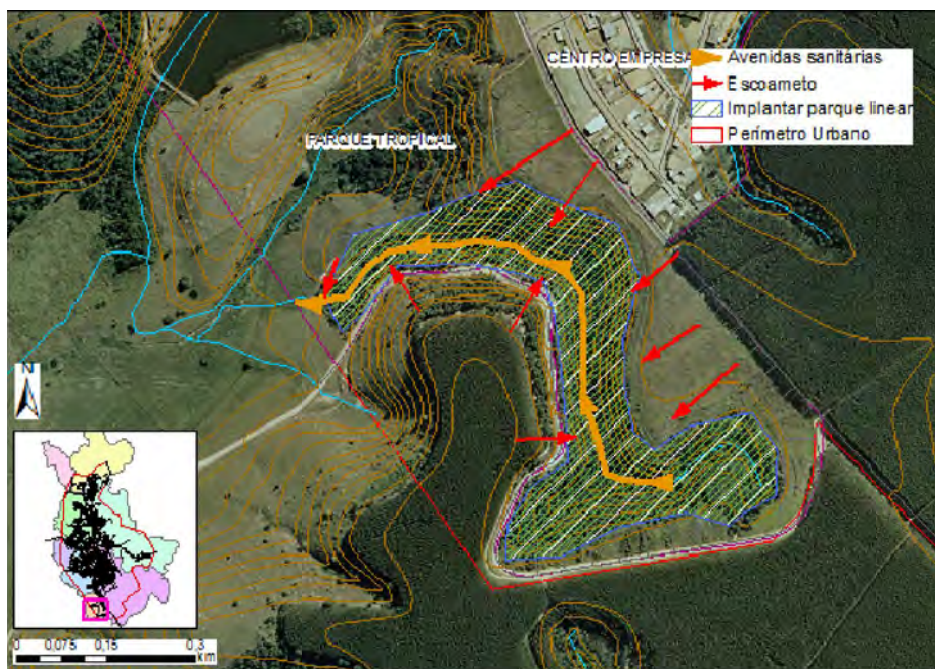 CENTRO EMPRESA
Avenidas sanitárias
Escoameto
Implantar parque linear
Perímetro Urbano
PARQUE TROPICAL
N
0 0,075 0,15 0,3
km